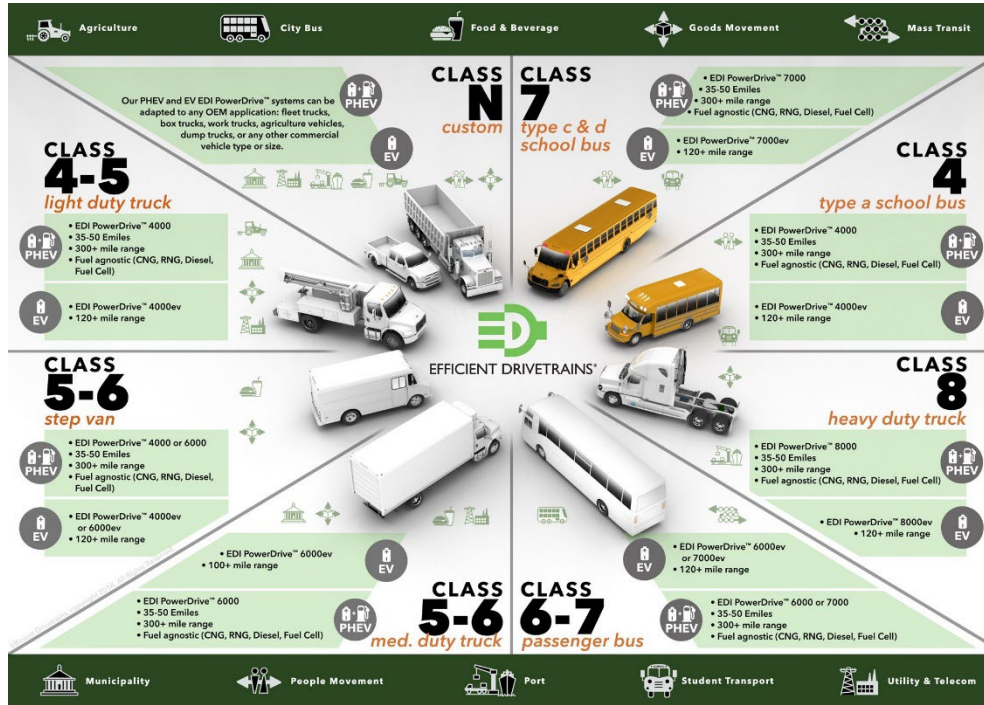 Agriculture
City Bus
Food & Beverage
Goods Movement
Mass Transit
CLASS
N
custom
PHEV
Our PHEV and EV EDI PowerDrive™ systems can be
adapted to any OEM application: fleet trucks,
box trucks, work trucks, agriculture vehicles,
dump trucks, or any other commercial
vehicle type or size.
EV
CLASS
7
type c & d
school bus
• EDI PowerDrive™ 7000
• 35-50 Emiles
• 300+ mile range
• Fuel agnostic (CNG, RNG, Diesel, Fuel Cell)
PHEV
• EDI PowerDrive™ 7000ev
• 120+ mile range
EV
CLASS
4-5
light duty truck
PHEV
• EDI PowerDrive™ 4000
• 35-50 Emiles
• 300+ mile range
• Fuel agnostic (CNG, RNG, Diesel,
Fuel Cell)
EV
• EDI PowerDrive™ 4000ev
• 120+ mile range
CLASS
4
type a school bus
• EDI PowerDrive™ 4000
• 35-50 Emiles
• 300+ mile range
• Fuel agnostic (CNG, RNG, Diesel, Fuel Cell)
PHEV
• EDI PowerDrive™ 4000ev
• 120+ mile range
EV
EDI
EFFICIENT DRIVETRAINS®
CLASS
5-6
step van
PHEV
• EDI PowerDrive™ 4000 or 6000
• 35-50 Emiles
• 300+ mile range
• Fuel agnostic (CNG, RNG, Diesel,
Fuel Cell)
EV
• EDI PowerDrive™ 4000ev
or 6000ev
• 120+ mile range
CLASS
8
heavy duty truck
• EDI PowerDrive™ 8000
• 35-50 Emiles
• 300+ mile range
• Fuel agnostic (CNG, RNG, Diesel, Fuel Cell)
PHEV
• EDI PowerDrive™ 8000ev
• 120+ mile range
EV
• EDI PowerDrive™ 6000ev
• 100+ mile range
EV
• EDI PowerDrive™ 6000
• 35-50 Emiles
• 300+ mile range
• Fuel agnostic (CNG, RNG, Diesel, Fuel Cell)
PHEV
CLASS
5-6
med. duty truck
CLASS
6-7
passenger bus
EV
• EDI PowerDrive™ 6000ev
or 7000ev
• 120+ mile range
PHEV
• EDI PowerDrive™ 6000 or 7000
• 35-50 Emiles
• 300+ mile range
• Fuel agnostic (CNG, RNG, Diesel, Fuel Cell)
All Rights Reserved
Municipality
People Movement
Port
Student Transport
Utility & Telecom